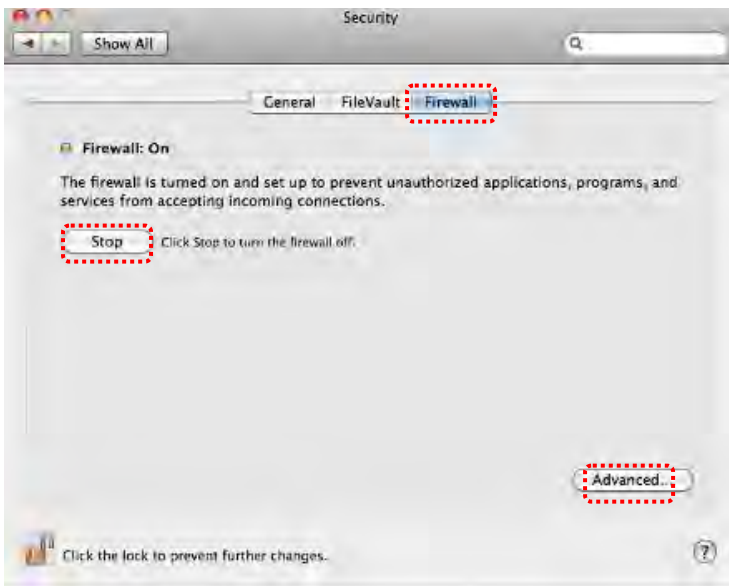 Security
Show All
General FileVault Firewall
Firewall: On
The firewall is turned on and set up to prevent unauthorized applications, programs, and
services from accepting incoming connections.
Stop Click Stop to turn the firewall off.
Advanced...
Click the lock to prevent further changes.
?